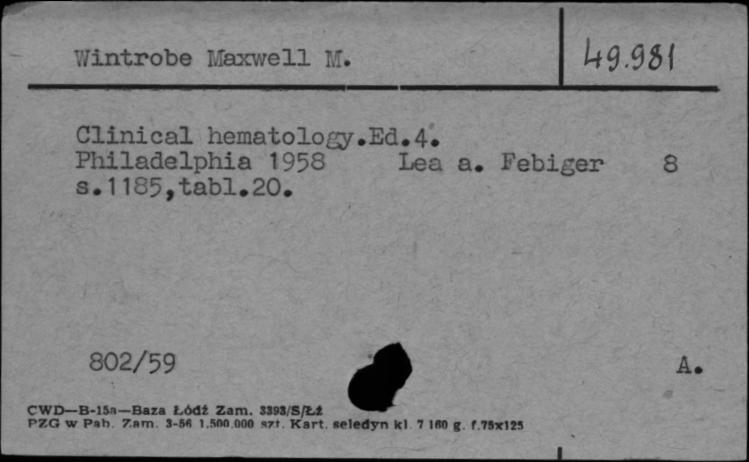 Wintrobe Maxwell M.
49.981
Clinical hematology.Ed.4.
Philadelphia 1958 Lea a. Febiger 8
s.1185,tabl.20.
802/59
A.
CWD—B-15a—Baza Łódź Zam. 3393/S/Łź
PZG w Pab. Zam. 3-56 1.500.000 szt. Kart. seledyn kl. 7 160 g. f.75x125